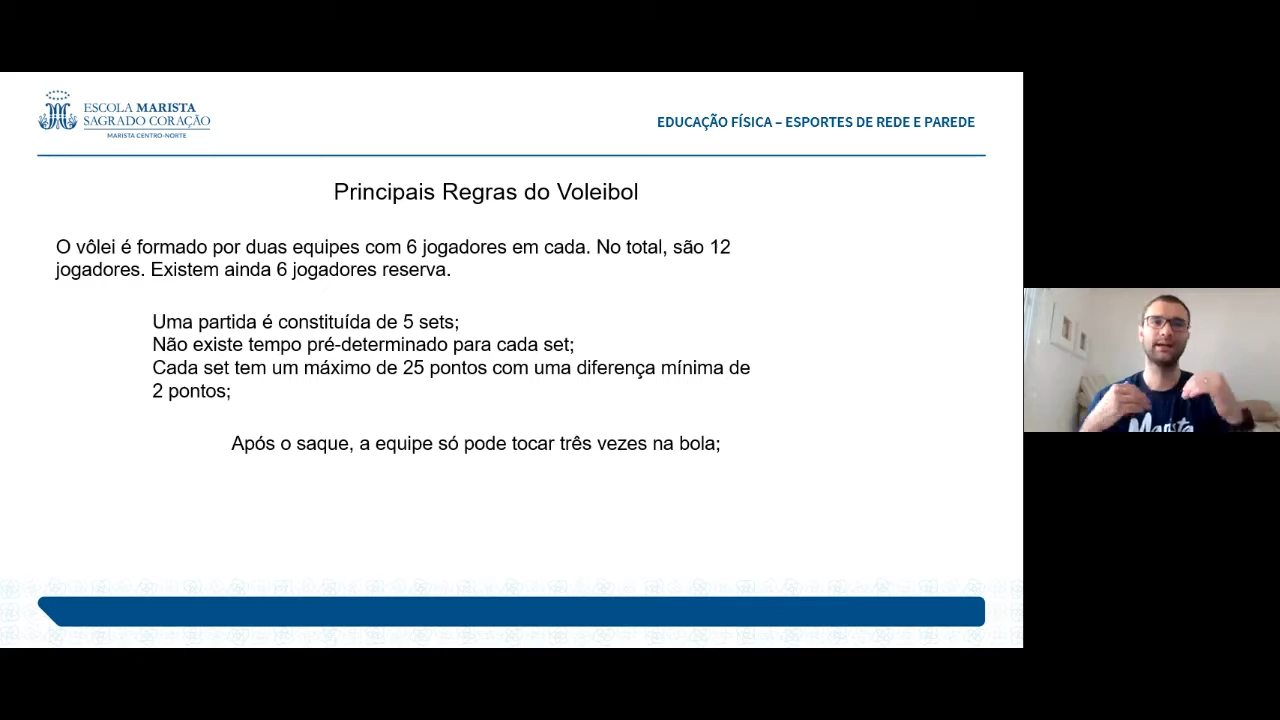 ESCOLA MARISTA
SAGRADO CORAÇÃO
MARISTA CENTRO-NORTE
EDUCAÇÃO FÍSICA – ESPORTES DE REDE E PAREDE
Principais Regras do Voleibol
O vôlei é formado por duas equipes com 6 jogadores em cada. No total, são 12
jogadores. Existem ainda 6 jogadores reserva.
Uma partida é constituída de 5 sets;
Não existe tempo pré-determinado para cada set;
Cada set tem um máximo de 25 pontos com uma diferença mínima de
2 pontos;
Após o saque, a equipe só pode tocar três vezes na bola;
Marista